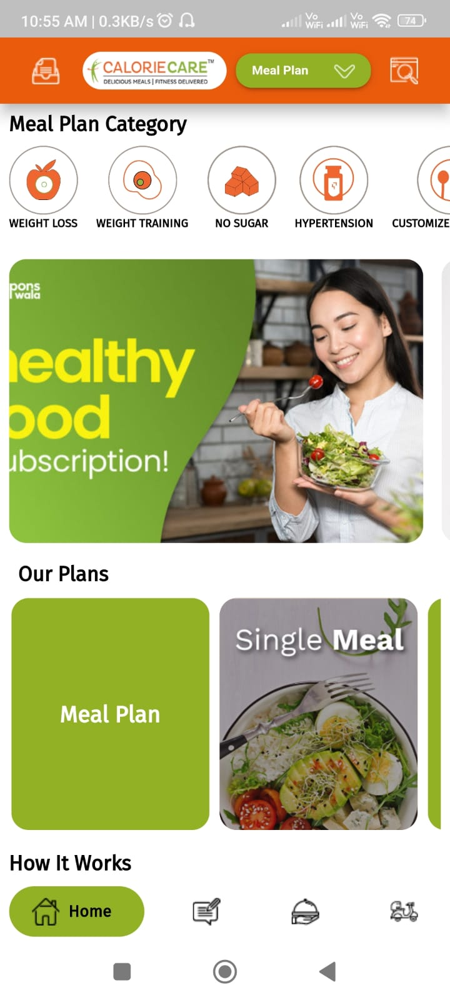 10:55 AM | 0.3KB/s
Vo WiFi
Vo WiFi
74
CALORIECARE™
DELICIOUS MEALS | FITNESS DELIVERED
Meal Plan
Meal Plan Category
WEIGHT LOSS
WEIGHT TRAINING
NO SUGAR
HYPERTENSION
CUSTOMIZE
pons
wala
ealthy
ood
ubscription!
Our Plans
Meal Plan
Single Meal
How It Works
Home